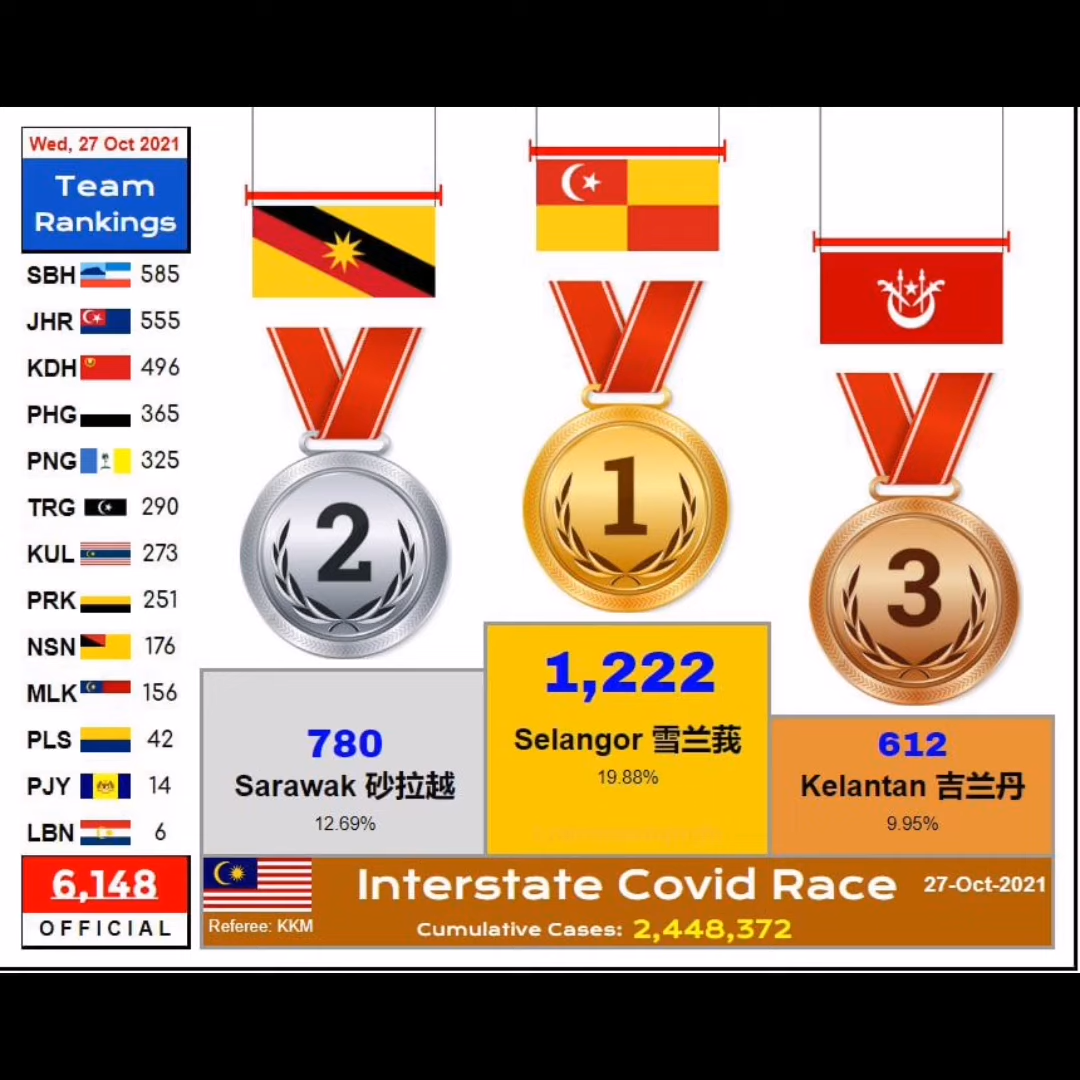 Wed, 27 Oct 2021
Team
Rankings
SBH 585
JHR 555
KDH 496
PHG 365
PNG 325
TRG 290
KUL 273
PRK 251
NSN 176
MLK 156
PLS 42
PJY 14
LBN 6
6,148
OFFICIAL
2
780
Sarawak 砂拉越
12.69%
1
1,222
Selangor 雪兰莪
19.88%
3
612
Kelantan 吉兰丹
9.95%
Referee: KKM
Interstate Covid Race
27-Oct-2021
Cumulative Cases: 2,448,372